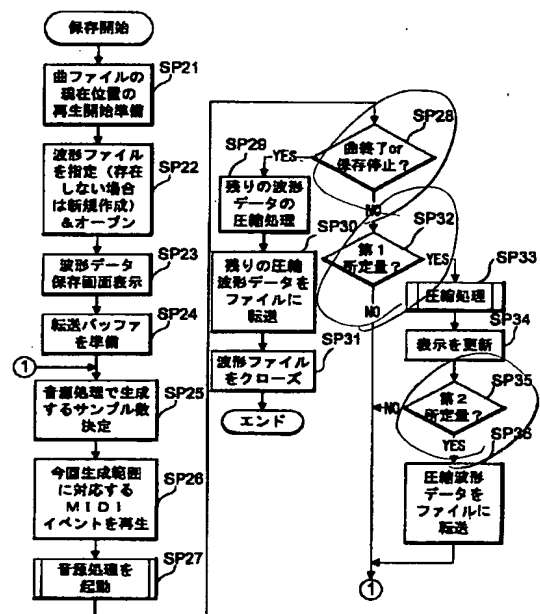 保存開始
SP21
曲ファイルの
現在位置の
再生開始準備
SP22
波形ファイル
を指定（存在
しない場合
は新規作成）
&オープン
SP23
波形データ
保存画面表示
SP24
転送バッファ
を準備
①
SP25
音源処理で生成
するサンプル数
決定
SP26
今回生成範囲
に対応する
MIDI
イベントを再生
SP27
音源処理を
起動
SP28
曲終了or
保存停止？
YES
NO
SP29
残りの波形
データの
圧縮処理
SP30
残りの圧縮
波形データを
ファイルに
転送
SP31
波形ファイル
をクローズ
エンド
SP32
第1
所定量？
YES
NO
SP33
圧縮処理
SP34
表示を更新
SP35
第2
所定量？
NO
YES
SP36
圧縮波形
データを
ファイルに
転送
①